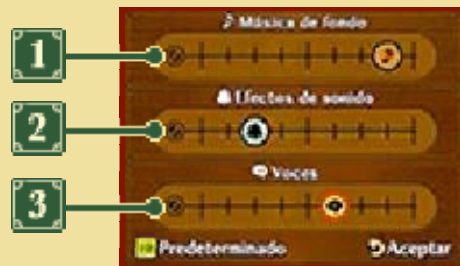 Música de fondo
1
Efectos de sonido
2
Voces
3
Predeterminado
Aceptar